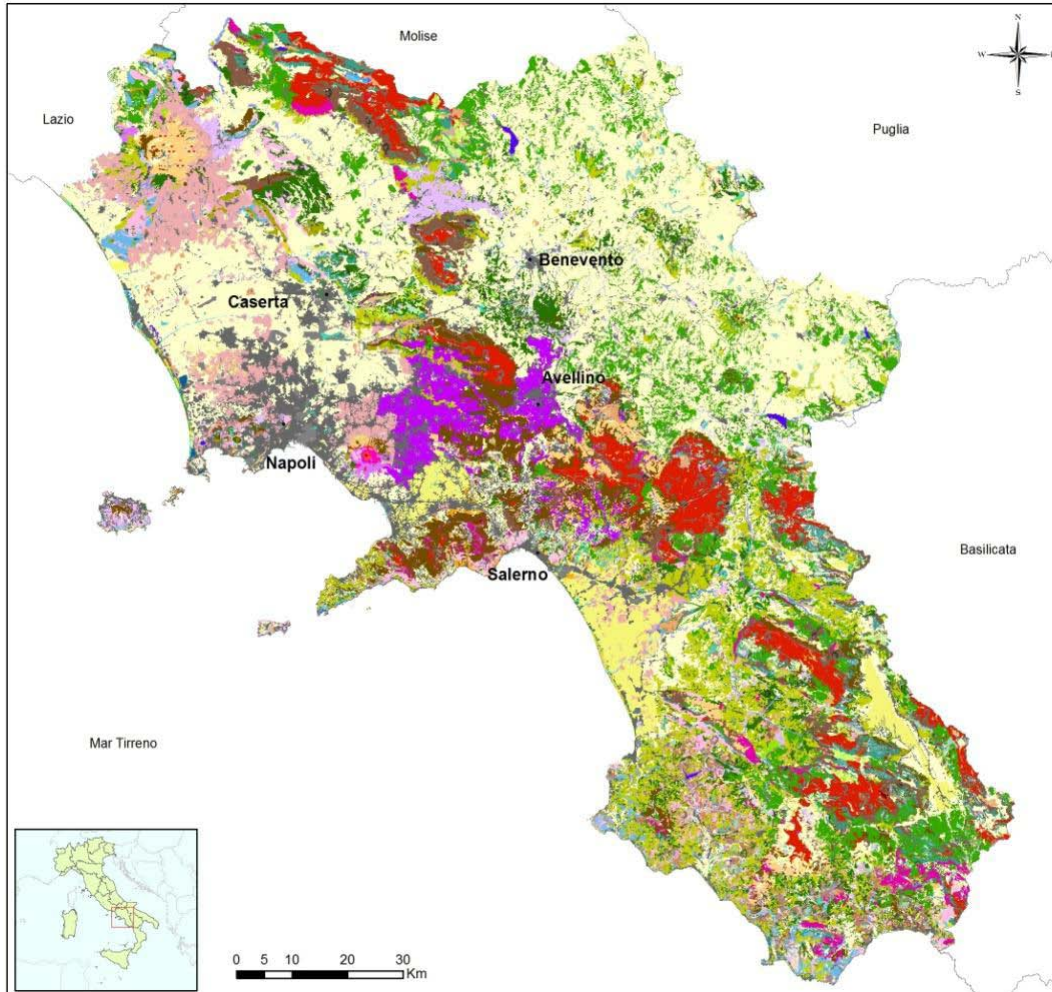 Molise
N
W
S
Lazio
Puglia
Benevento
Caserta
Avellino
Napoli
Salerno
Basilicata
Mar Tirreno
0 5 10 20 30
Km